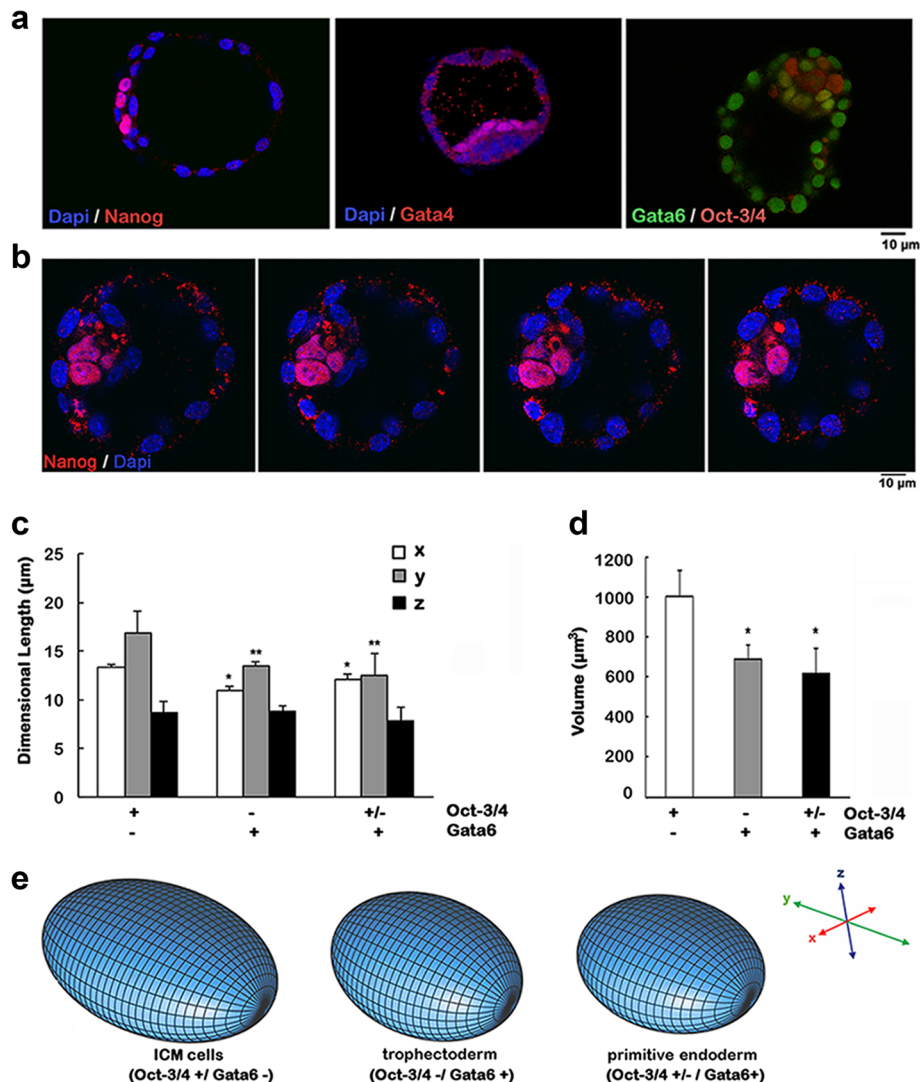 a
Dapi / Nanog
Dapi / Gata4
Gata6 / Oct-3/4
10 µm
b
Nanog / Dapi
10 µm
c
Dimensional Length (µm)
25
20
15
10
5
0
x
y
z
*
**
*
**
+ - +/- Oct-3/4
- + + Gata6
d
Volume (µm³)
1200
1000
800
600
400
200
0
*
*
+ - +/- Oct-3/4
- + + Gata6
e
z
y
x
ICM cells
(Oct-3/4 +/ Gata6 -)
trophectoderm
(Oct-3/4 -/ Gata6 +)
primitive endoderm
(Oct-3/4 +/- / Gata6+)